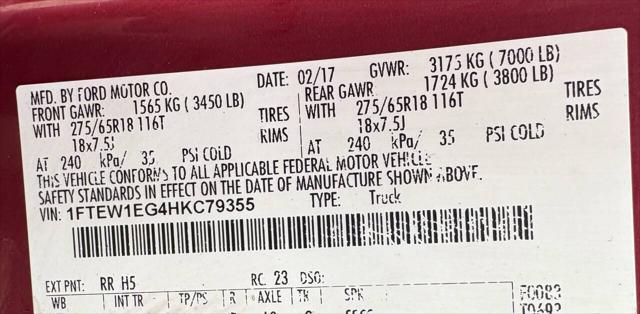 MFD. BY FORD MOTOR CO. DATE: 02/17 GVWR: 3175 KG ( 7000 LB)
FRONT GAWR: 1565 KG ( 3450 LB) REAR GAWR 1724 KG ( 3800 LB)
WITH 275/65R18 116T TIRES WITH 275/65R18 116T TIRES
18x7.5J RIMS 18x7.5J RIMS
AT 240 kPa/ 35 PSI COLD AT 240 kPa/ 35 PSI COLD
THIS VEHICLE CONFORMS TO ALL APPLICABLE FEDERAL MOTOR VEHICLE
SAFETY STANDARDS IN EFFECT ON THE DATE OF MANUFACTURE SHOWN ABOVE.
VIN: 1FTEW1EG4HKC79355 TYPE: Truck
EXT PNT: RR H5 RC: 23 DSO:
WB INT TR TP/PS R AXLE TR SPR F0083
T0692